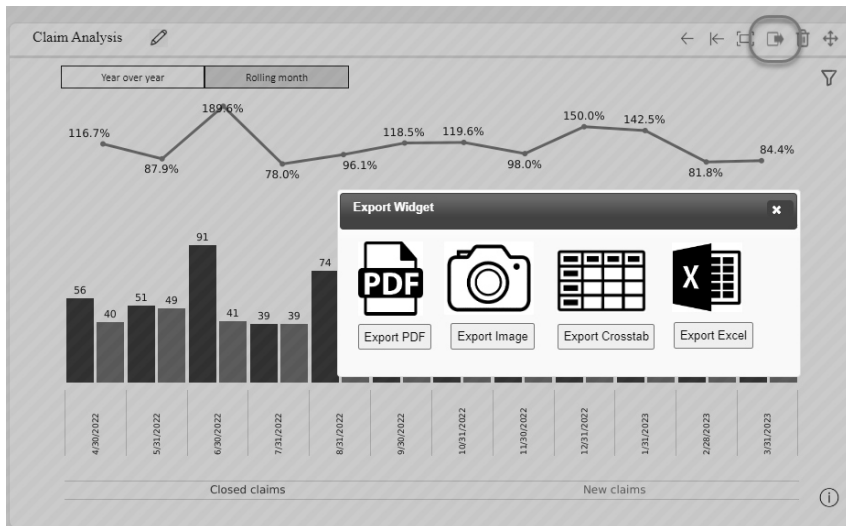 Claim Analysis
Year over year Rolling month
116.7% 87.9% 189.6% 78.0% 96.1% 118.5% 119.6% 98.0% 150.0% 142.5% 81.8% 84.4%
Export Widget
PDF X
Export PDF Export Image Export Crosstab Export Excel
56 40 51 49 91 41 39 39 74
4/30/2022 5/31/2022 6/30/2022 7/31/2022 8/31/2022 9/30/2022 10/31/2022 11/30/2022 12/31/2022 1/31/2023 2/28/2023 3/31/2023
Closed claims New claims